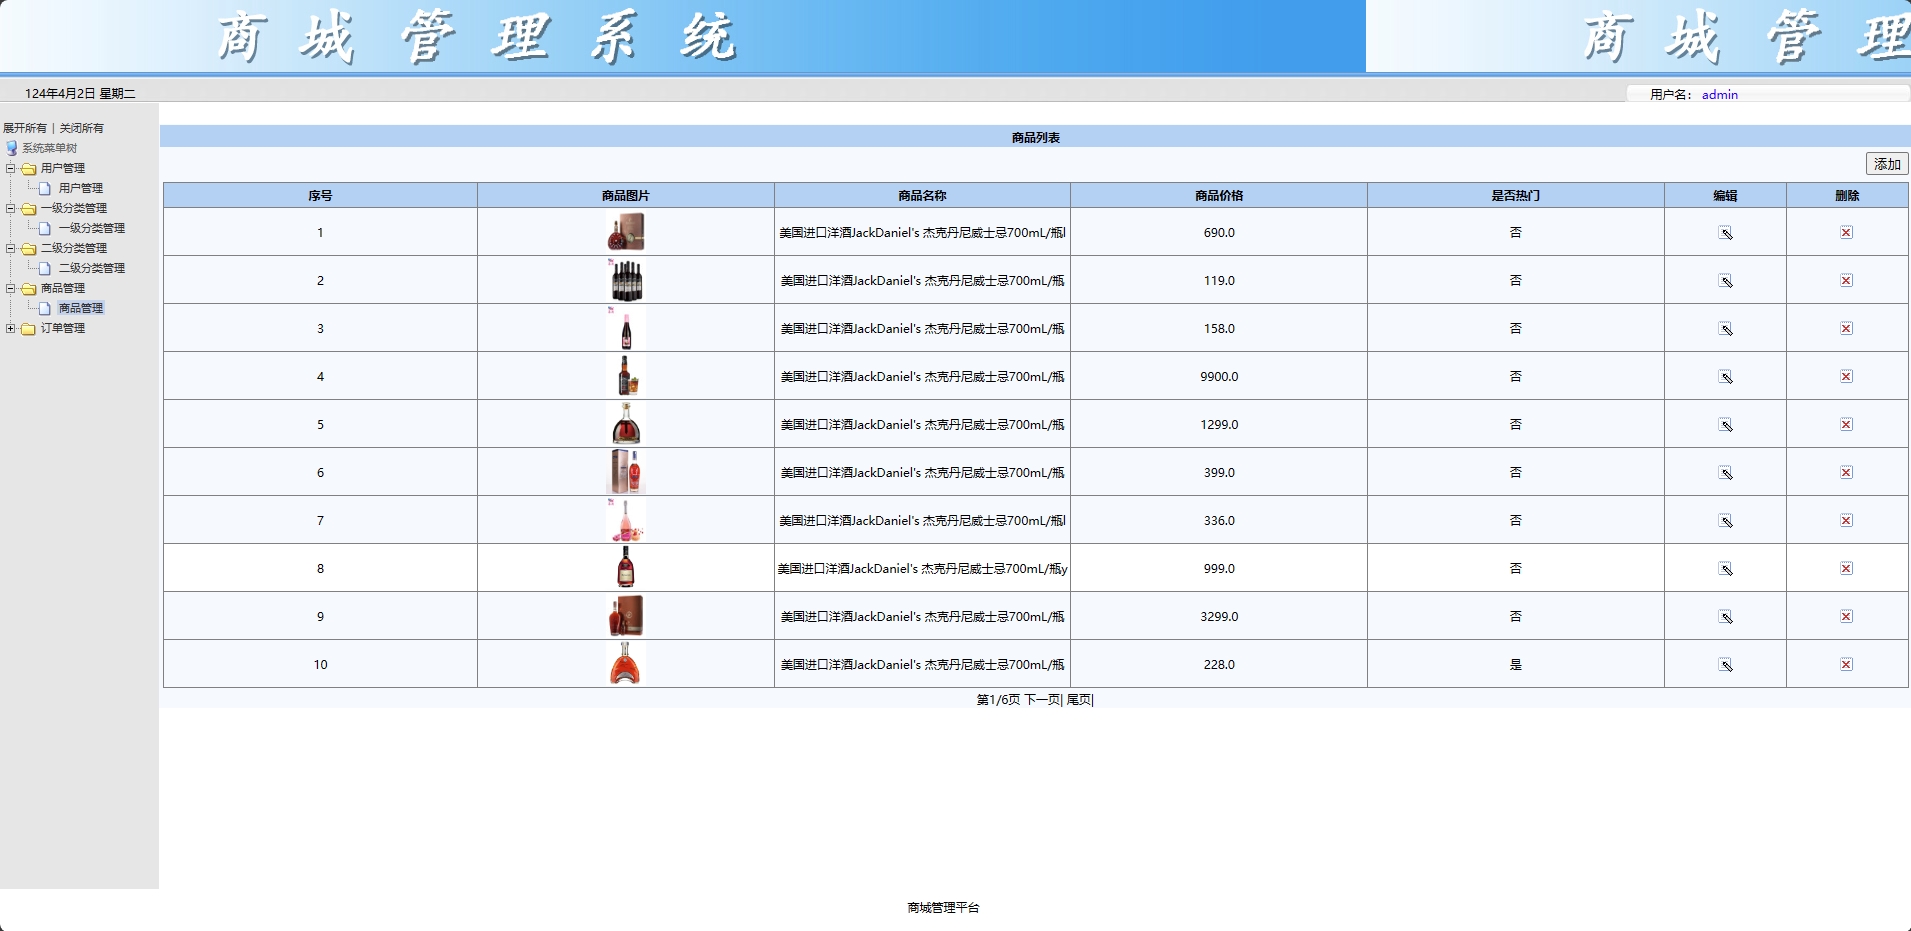 商城管理系统 商城管理
124年4月2日 星期二 用户名： admin
展开所有 | 关闭所有
系统菜单树
用户管理
用户管理
一级分类管理
一级分类管理
二级分类管理
二级分类管理
商品管理
商品管理
订单管理
商品列表
添加
序号 商品图片 商品名称 商品价格 是否热门 编辑 删除
1 美国进口洋酒JackDaniel's 杰克丹尼威士忌700mL/瓶l 690.0 否
2 美国进口洋酒JackDaniel's 杰克丹尼威士忌700mL/瓶 119.0 否
3 美国进口洋酒JackDaniel's 杰克丹尼威士忌700mL/瓶 158.0 否
4 美国进口洋酒JackDaniel's 杰克丹尼威士忌700mL/瓶 9900.0 否
5 美国进口洋酒JackDaniel's 杰克丹尼威士忌700mL/瓶 1299.0 否
6 美国进口洋酒JackDaniel's 杰克丹尼威士忌700mL/瓶 399.0 否
7 美国进口洋酒JackDaniel's 杰克丹尼威士忌700mL/瓶l 336.0 否
8 美国进口洋酒JackDaniel's 杰克丹尼威士忌700mL/瓶y 999.0 否
9 美国进口洋酒JackDaniel's 杰克丹尼威士忌700mL/瓶 3299.0 否
10 美国进口洋酒JackDaniel's 杰克丹尼威士忌700mL/瓶 228.0 是
第1/6页 下一页| 尾页|
商城管理平台